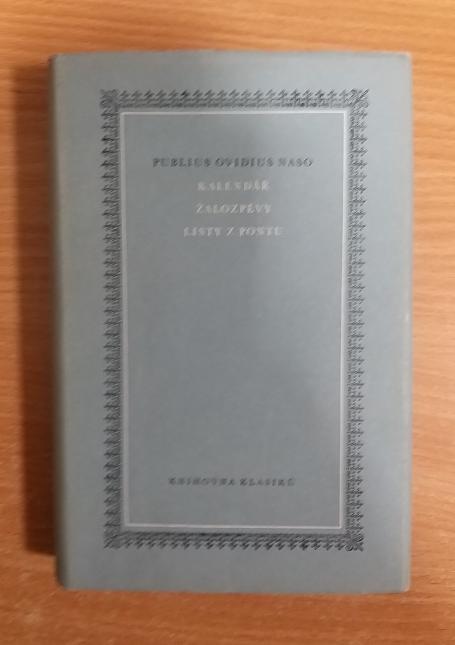 PUBLIUS OVIDIUS NASO
KALENDÁŘ
ŽALOZPĚVY
LISTY Z PONTU
KNIHOVNA KLASIKŮ